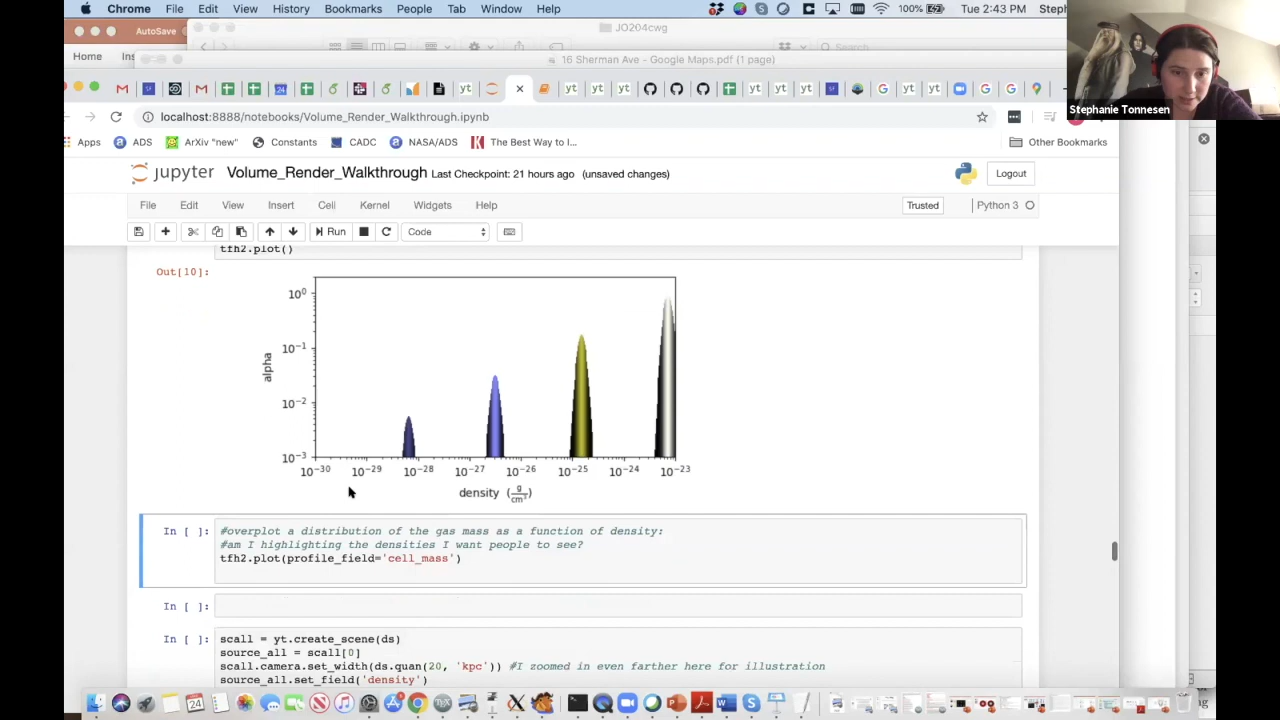 Chrome File Edit View History Bookmarks People Tab Window Help 100% Tue 2:43 PM Steph
AutoSave
JO204cwg
Home Ins
Search
16 Sherman Ave - Google Maps.pdf (1 page)
Stephanie Tonnesen
localhost:8888/notebooks/Volume_Render_Walkthrough.ipynb
Apps ADS ArXiv "new" Constants CADC NASA/ADS The Best Way to I... Other Bookmarks
jupyter Volume_Render_Walkthrough Last Checkpoint: 21 hours ago (unsaved changes) Logout
File Edit View Insert Cell Kernel Widgets Help Trusted Python 3
Run Code
tfh2.plot()
Out[10]:
10^0
10^-1
alpha
10^-2
10^-3
10^-30 10^-29 10^-28 10^-27 10^-26 10^-25 10^-24 10^-23
density (g/cm^3)
In [ ]: #overplot a distribution of the gas mass as a function of density:
#am I highlighting the densities I want people to see?
tfh2.plot(profile_field='cell_mass')
In [ ]:
In [ ]: scall = yt.create_scene(ds)
source_all = scall[0]
scall.camera.set_width(ds.quan(20, 'kpc')) #I zoomed in even farther here for illustration
source_all.set_field('density')